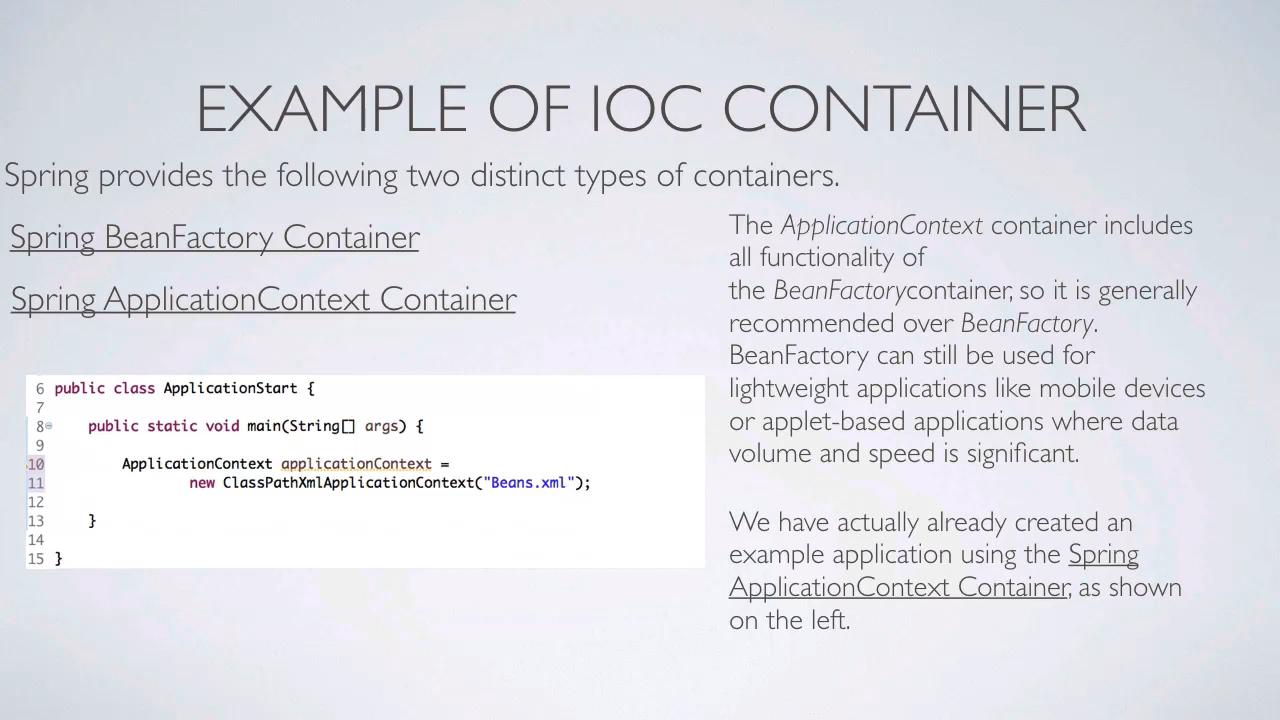 EXAMPLE OF IOC CONTAINER
Spring provides the following two distinct types of containers.
Spring BeanFactory Container
Spring ApplicationContext Container
6 public class ApplicationStart {
7
8 public static void main(String[] args) {
9
10 ApplicationContext applicationContext =
11 new ClassPathXmlApplicationContext("Beans.xml");
12
13 }
14
15 }
The ApplicationContext container includes
all functionality of
the BeanFactorycontainer, so it is generally
recommended over BeanFactory.
BeanFactory can still be used for
lightweight applications like mobile devices
or applet-based applications where data
volume and speed is significant.
We have actually already created an
example application using the Spring
ApplicationContext Container, as shown
on the left.